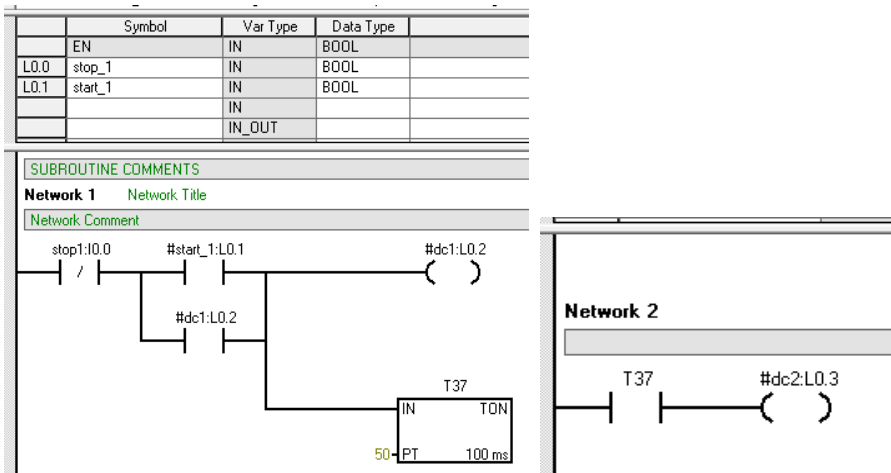 Symbol Var Type Data Type
EN IN BOOL
L0.0 stop_1 IN BOOL
L0.1 start_1 IN BOOL
IN
IN_OUT
SUBROUTINE COMMENTS
Network 1 Network Title
Network Comment
stop1:I0.0 #start_1:L0.1 #dc1:L0.2
/
#dc1:L0.2
T37
IN TON
50 PT 100 ms
Network 2
T37 #dc2:L0.3